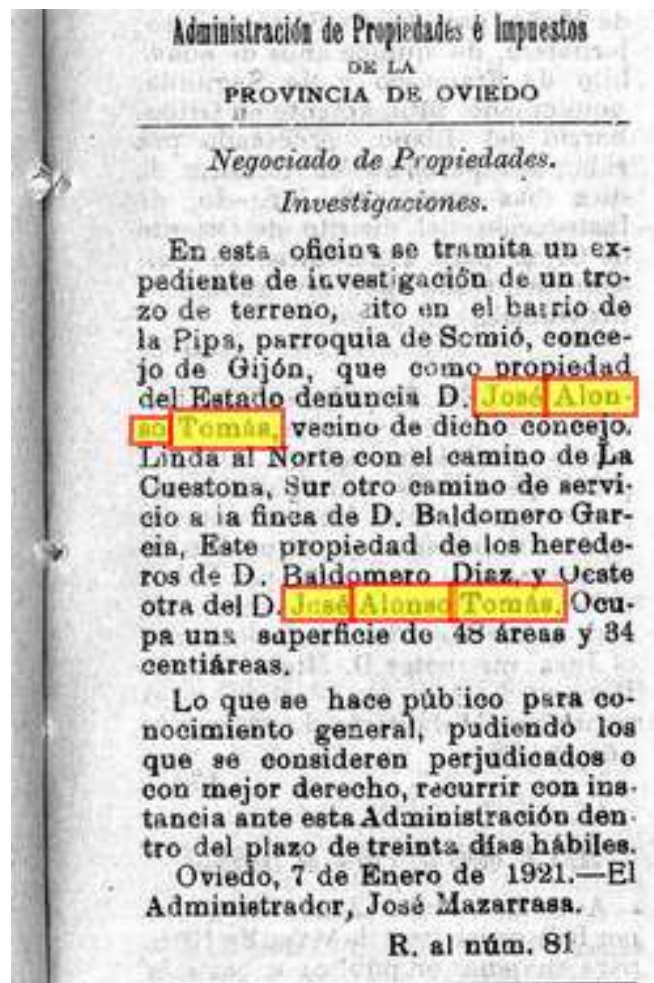 Administración de Propiedades é Impuestos
DE LA
PROVINCIA DE OVIEDO
Negociado de Propiedades.
Investigaciones.
En esta oficina se tramita un ex-
pediente de investigación de un tro-
zo de terreno, sito en el barrio de
la Pipa, parroquia de Somió, conce-
jo de Gijón, que como propiedad
del Estado denuncia D. José Alon-
so Tomás, vecino de dicho concejo.
Linda al Norte con el camino de La
Cuestona, Sur otro camino de servi-
cio a la finca de D. Baldomero Gar-
cia, Este propiedad de los herede-
ros de D. Baldomero Diaz, y Oeste
otra del D. José Alonso Tomás. Ocu-
pa una superficie de 48 áreas y 34
centiáreas.
Lo que se hace púb ico para co-
nocimiento general, pudiendo los
que se consideren perjudicados o
con mejor derecho, recurrir con ins-
tancia ante esta Administración den-
tro del plazo de treinta días hábiles.
Oviedo, 7 de Enero de 1921.—El
Administrador, José Mazarrasa.
R. al núm. 81